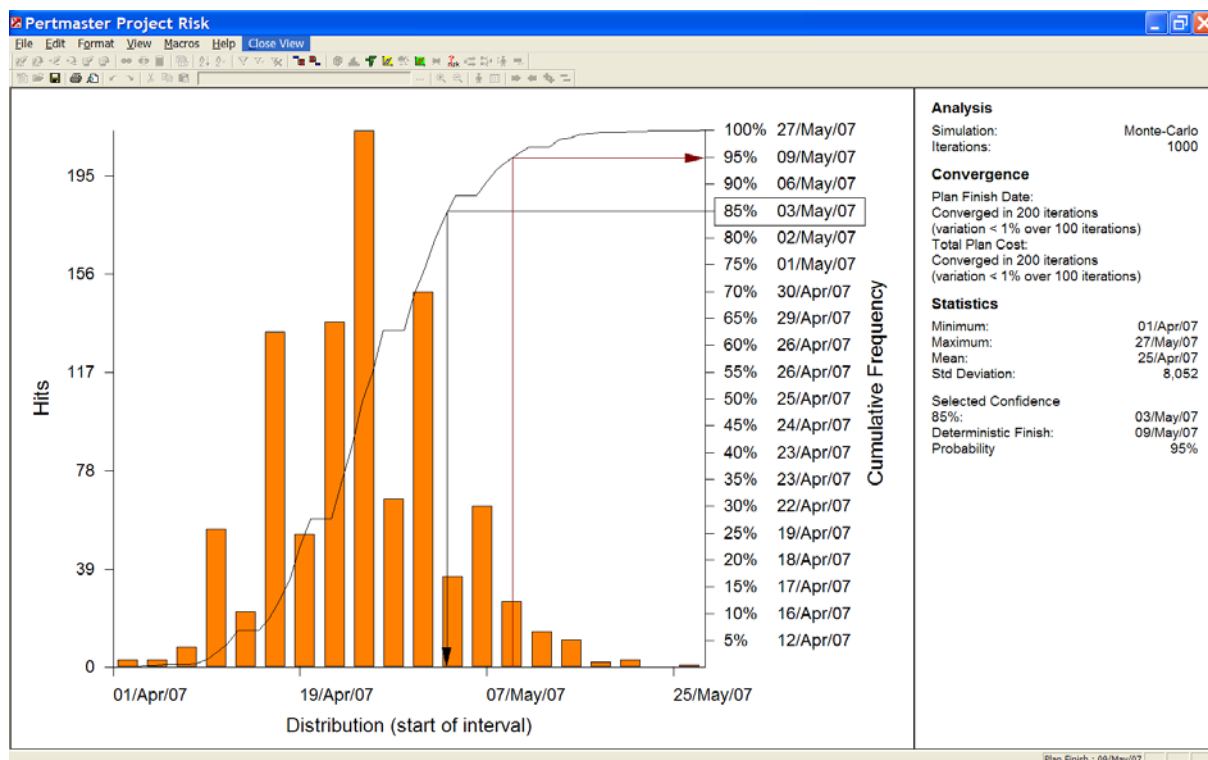 Pertmaster Project Risk
File Edit Format View Macros Help Close View
Hits
195
156
117
78
39
0
01/Apr/07 19/Apr/07 07/May/07 25/May/07
Distribution (start of interval)
100% 27/May/07
95% 09/May/07
90% 06/May/07
85% 03/May/07
80% 02/May/07
75% 01/May/07
70% 30/Apr/07
65% 29/Apr/07
60% 26/Apr/07
55% 26/Apr/07
50% 25/Apr/07
45% 24/Apr/07
40% 23/Apr/07
35% 23/Apr/07
30% 22/Apr/07
25% 19/Apr/07
20% 18/Apr/07
15% 17/Apr/07
10% 16/Apr/07
5% 12/Apr/07
Cumulative Frequency
Analysis
Simulation: Monte-Carlo
Iterations: 1000
Convergence
Plan Finish Date:
Converged in 200 iterations
(variation < 1% over 100 iterations)
Total Plan Cost:
Converged in 200 iterations
(variation < 1% over 100 iterations)
Statistics
Minimum: 01/Apr/07
Maximum: 27/May/07
Mean: 25/Apr/07
Std Deviation: 8,052
Selected Confidence
85%: 03/May/07
Deterministic Finish: 09/May/07
Probability 95%
Plan Finish : 09/May/07